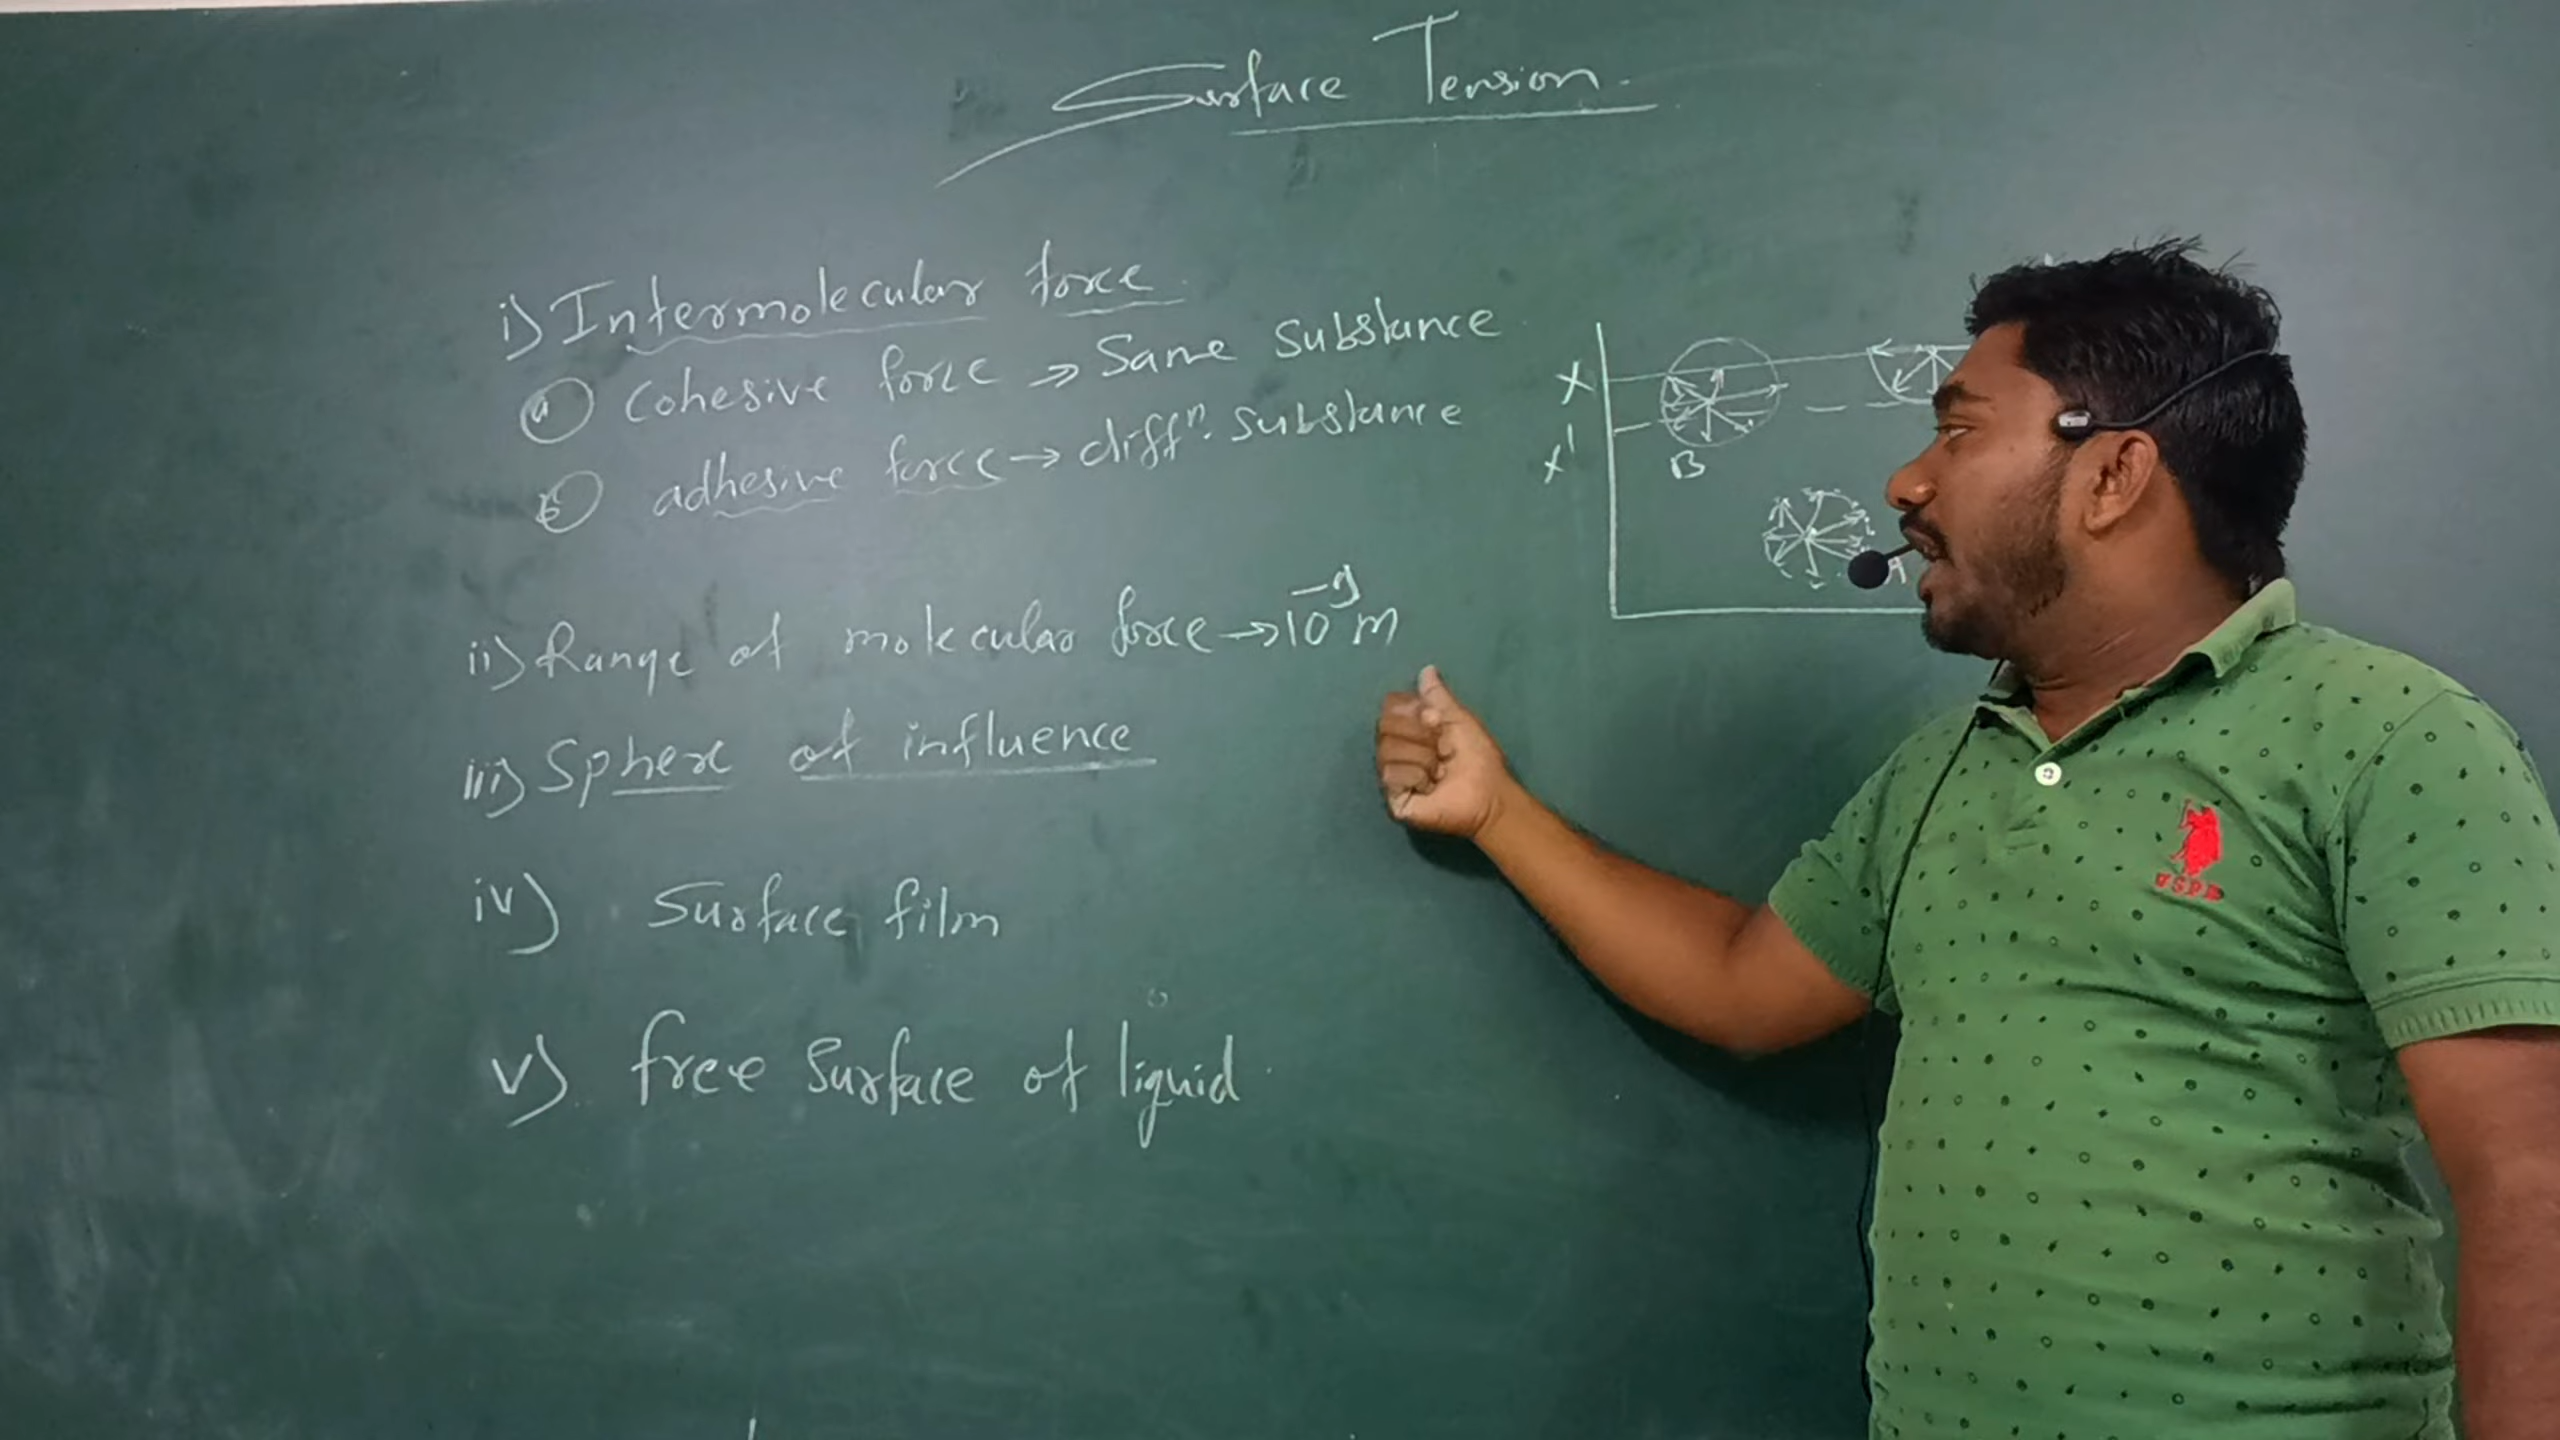 Surface Tension.
i) Intermolecular force
a) Cohesive force → Same Substance
b) adhesive force → diffⁿ. Substance
ii) Range of molecular force → 10⁻⁹ m
iii) Sphere of influence
iv) Surface film
v) free Surface of liquid
X
X'
B
A
USPA